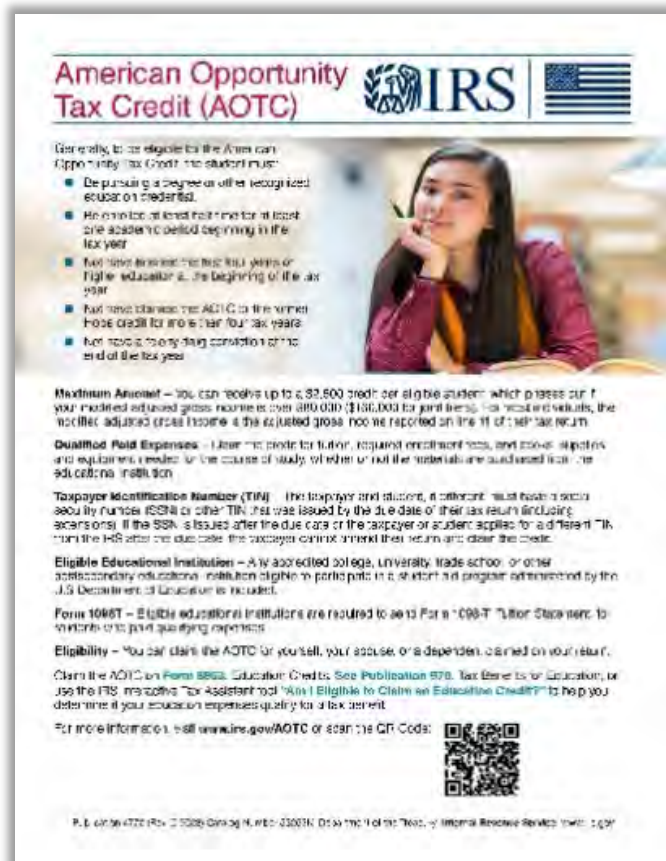 American Opportunity
Tax Credit (AOTC)
IRS
Generally, to be eligible for the American
Opportunity Tax Credit, the student must:
Be pursuing a degree or other recognized
education credential.
Be enrolled at least half time for at least
one academic period beginning in the
tax year
Not have finished the first four years of
higher education at the beginning of the tax
year
Not have claimed the AOTC or the former
Hope credit for more than four tax years
Not have a felony drug conviction at the
end of the tax year
Maximum Amount – You can receive up to a $2,500 credit per eligible student, which phases out if
your modified adjusted gross income is over $80,000 ($160,000 for joint filers). For most individuals, the
modified adjusted gross income is the adjusted gross income reported on line 11 of their tax return.
Qualified Paid Expenses – Claim the credit for tuition, required enrollment fees, and books, supplies
and equipment needed for the course of study, whether or not the materials are purchased from the
educational institution
Taxpayer Identification Number (TIN) – The taxpayer and student, if different, must have a social
security number (SSN) or other TIN that was issued by the due date of their tax return (including
extensions). If the SSN is issued after the due date or the taxpayer or student applied for a different TIN
from the IRS after the due date, the taxpayer cannot amend their return and claim the credit.
Eligible Educational Institution – Any accredited college, university, trade school, or other
postsecondary educational institution eligible to participate in a student aid program administered by the
U.S Department of Education is included.
Form 1098T – Eligible educational institutions are required to send Form 1098-T, Tuition Statement, to
students who paid qualifying expenses
Eligibility – You can claim the AOTC for yourself, your spouse, or a dependent claimed on your return.
Claim the AOTC on Form 8863, Education Credits. See Publication 970, Tax Benefits for Education, or
use the IRS Interactive Tax Assistant tool "Am I Eligible to Claim an Education Credit?" to help you
determine if your education expenses qualify for a tax benefit
For more information, visit www.irs.gov/AOTC or scan the QR Code:
Publication 4772 (Rev. Catalog Number Department of the Treasury Internal Revenue Service www.irs.gov